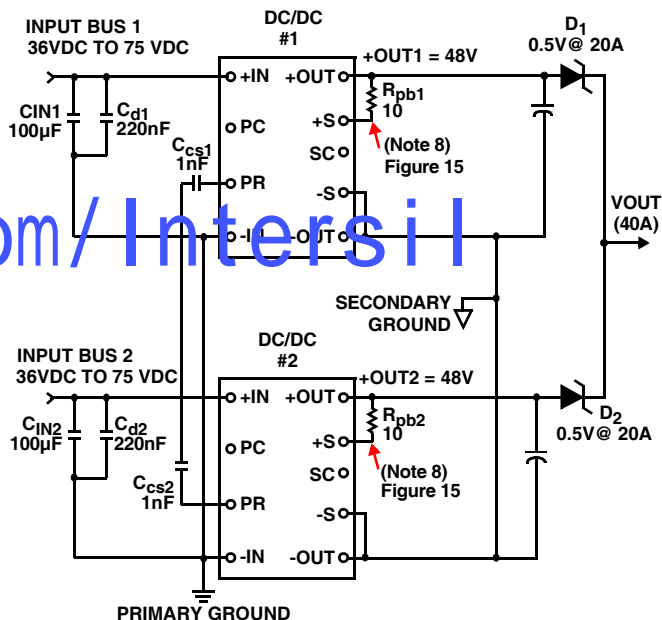 DC/DC
#1
INPUT BUS 1
36VDC TO 75 VDC
+OUT1 = 48V
D1
0.5V@ 20A
+IN
+OUT
CIN1
100µF
Cd1
220nF
Rpb1
10
PC
+S
(Note 8)
Figure 15
Ccs1
1nF
SC
PR
-S
VOUT
(40A)
-IN
-OUT
om/Intersil
SECONDARY
GROUND
DC/DC
#2
INPUT BUS 2
36VDC TO 75 VDC
+OUT2 = 48V
+IN
+OUT
D2
0.5V@ 20A
CIN2
100µF
Cd2
220nF
Rpb2
10
PC
+S
(Note 8)
Figure 15
Ccs2
1nF
SC
PR
-S
-IN
-OUT
PRIMARY GROUND